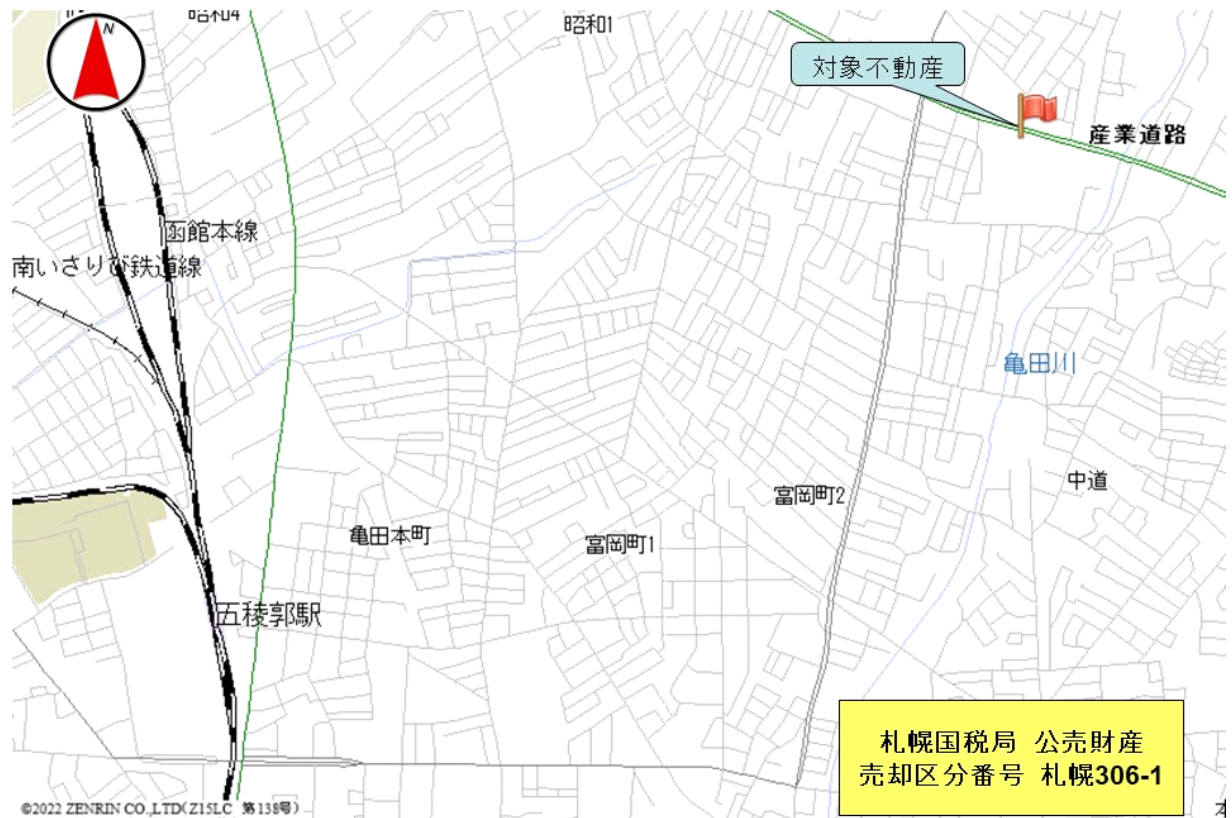 昭和4
昭和1
N
対象不動産
産業道路
函館本線
南いさりび鉄道線
亀田川
中道
富岡町2
亀田本町
富岡町1
五稜郭駅
札幌国税局 公売財産
売却区分番号 札幌306-1
©2022 ZENRIN CO.,LTD(Z15LC 第138号)